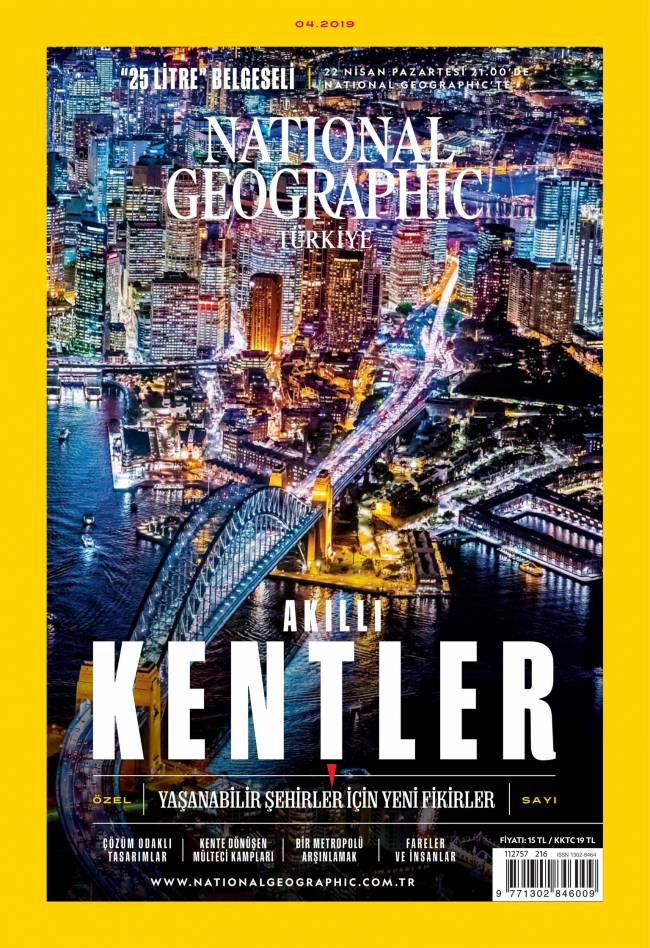 04.2019
"25 LİTRE" BELGESELİ
22 NİSAN PAZARTESİ 21.00'DE
NATIONAL GEOGRAPHIC'TE
NATIONAL
GEOGRAPHIC
TÜRKİYE
AKILLI
KENTLER
ÖZEL
YAŞANABİLİR ŞEHİRLER İÇİN YENİ FİKİRLER
SAYI
ÇÖZÜM ODAKLI
TASARIMLAR
KENTE DÖNÜŞEN
MÜLTECİ KAMPLARI
BİR METROPOLÜ
ARŞINLAMAK
FARELER
VE İNSANLAR
WWW.NATIONALGEOGRAPHIC.COM.TR
FİYATI: 15 TL / KKTC 19 TL
112757 216 ISSN 1302-8464
9 771302 846009